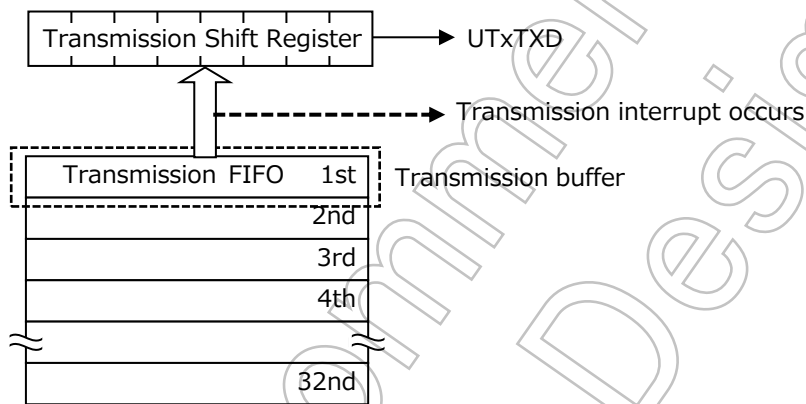 Transmission Shift Register
UTxTXD
Transmission interrupt occurs
Transmission FIFO 1st
Transmission buffer
2nd
3rd
4th
32nd